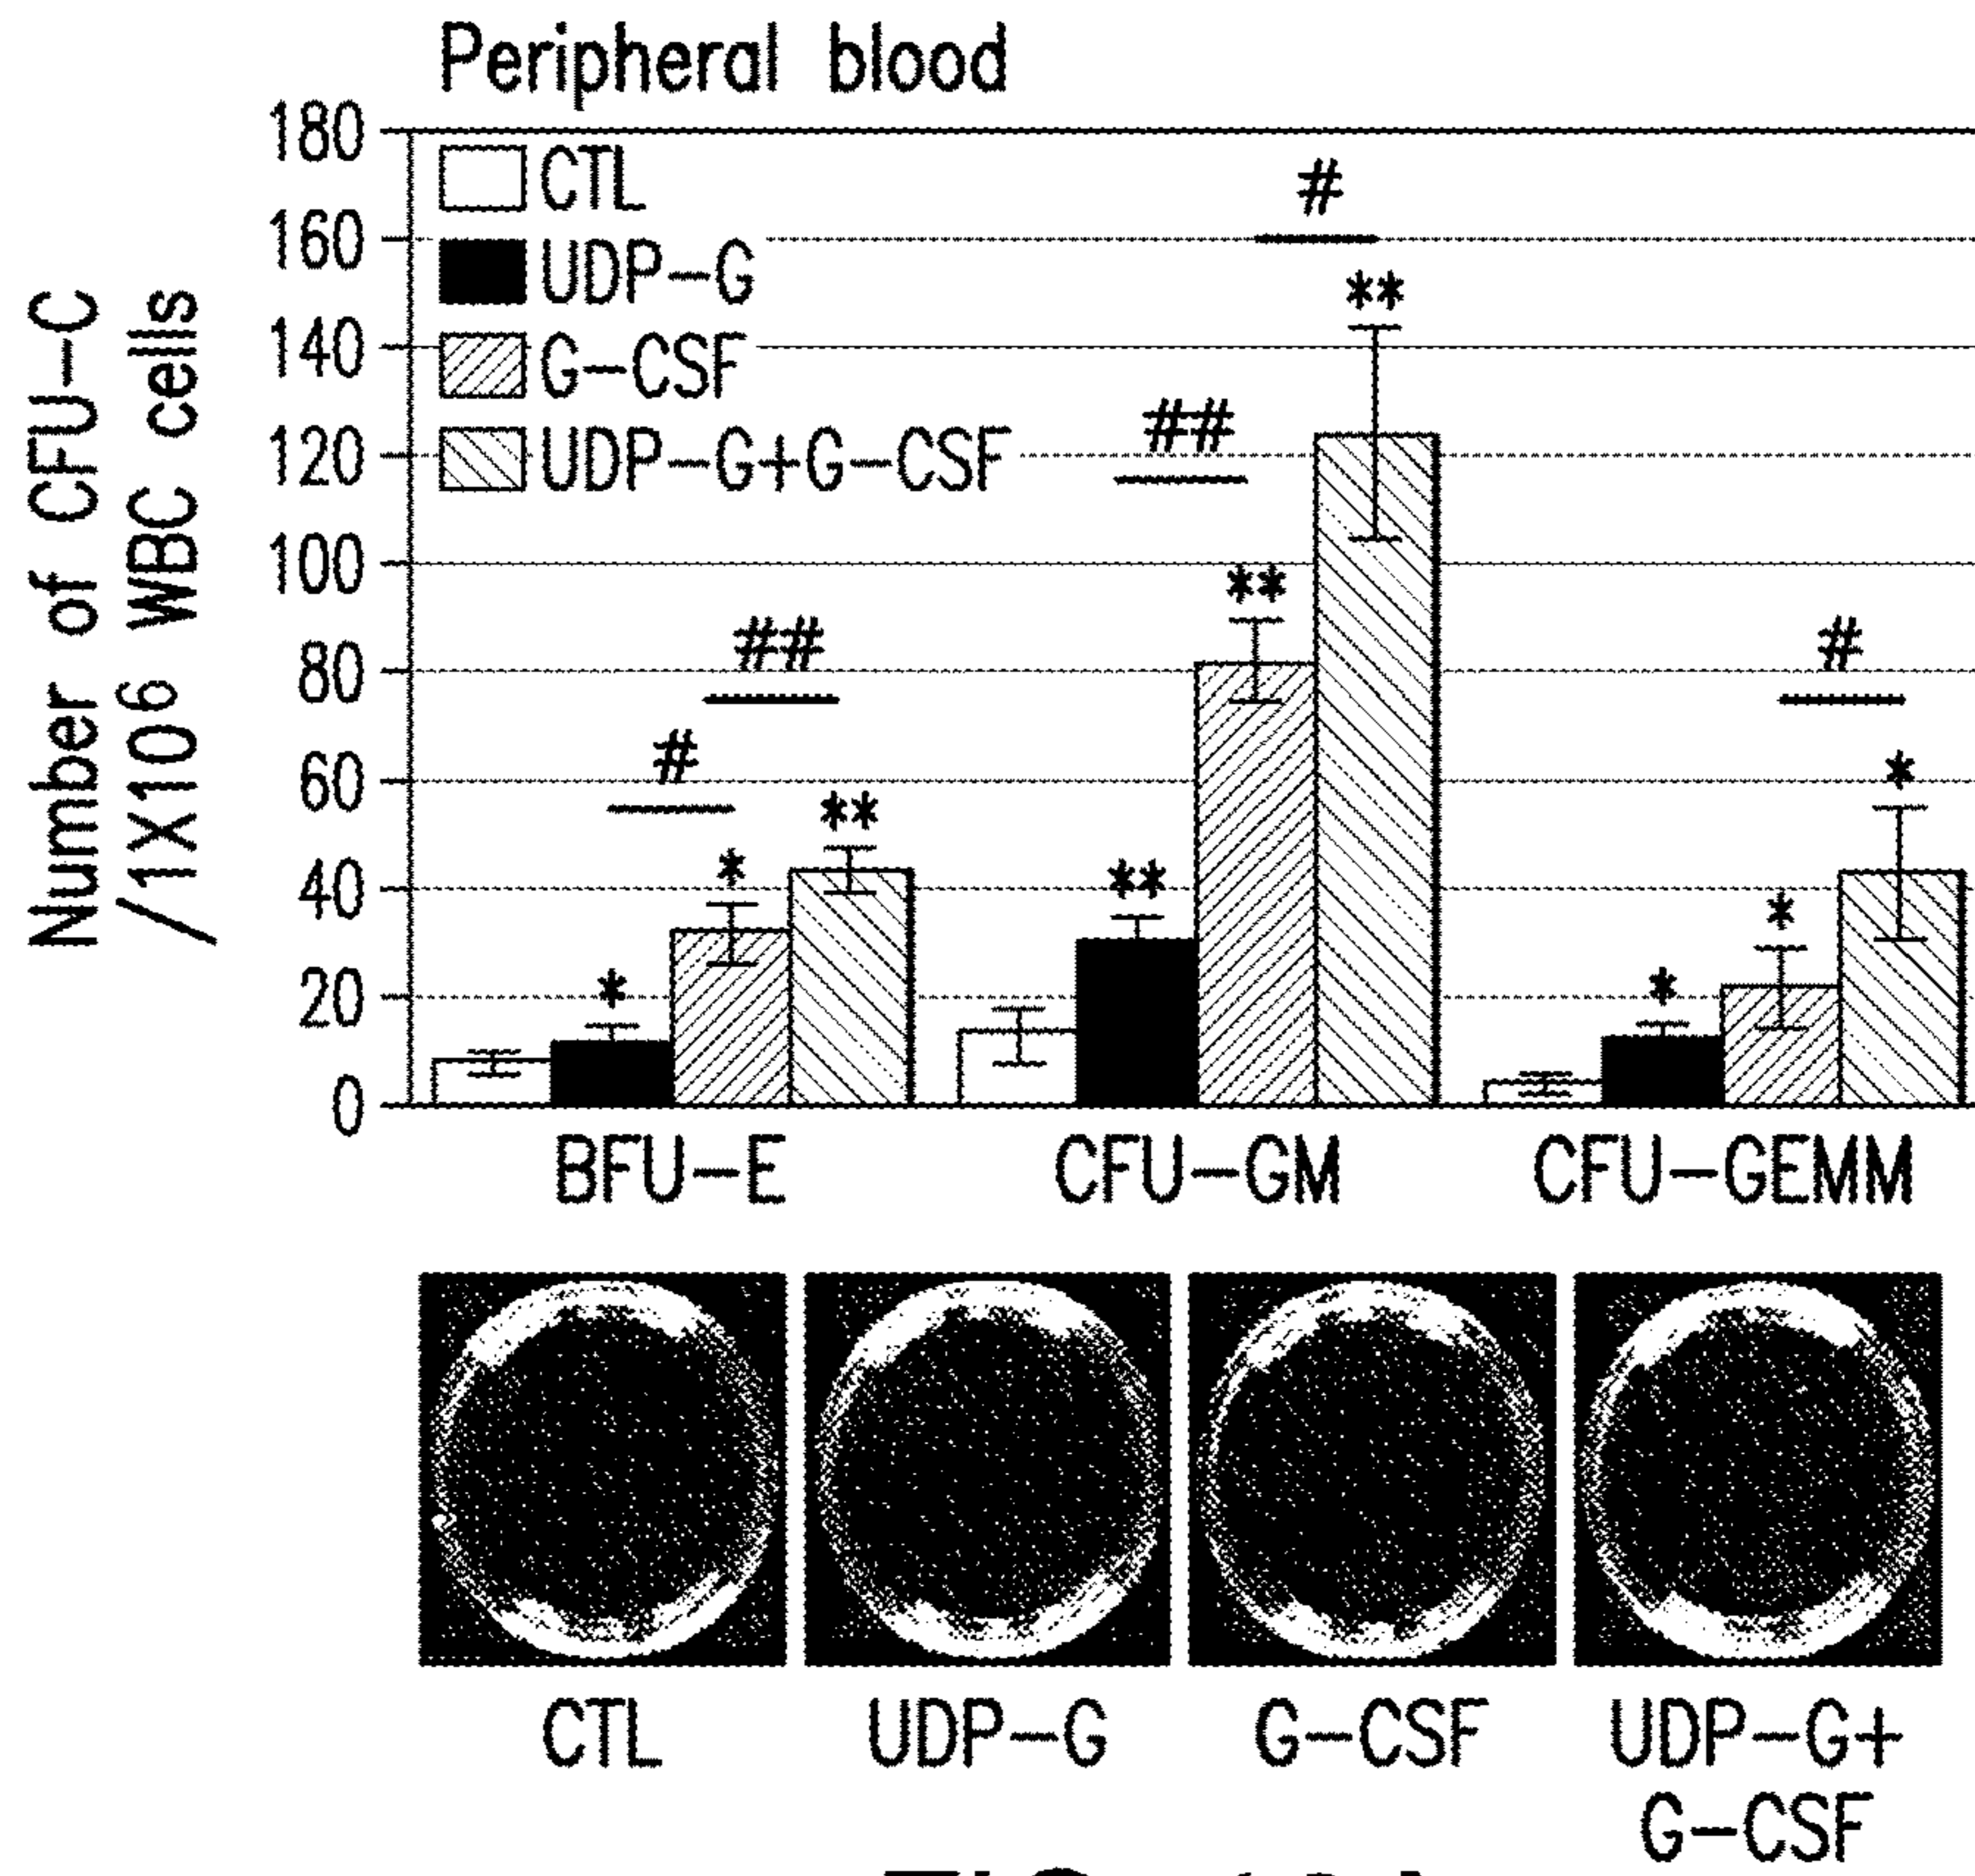 Peripheral blood
Number of CFU-C
/1X10⁶ WBC cells
180
160
140
120
100
80
60
40
20
0
CTL
UDP-G
G-CSF
UDP-G+G-CSF
#
**
##
**
##
#
*
*
**
**
#
*
*
*
BFU-E
CFU-GM
CFU-GEMM
CTL
UDP-G
G-CSF
UDP-G+
G-CSF